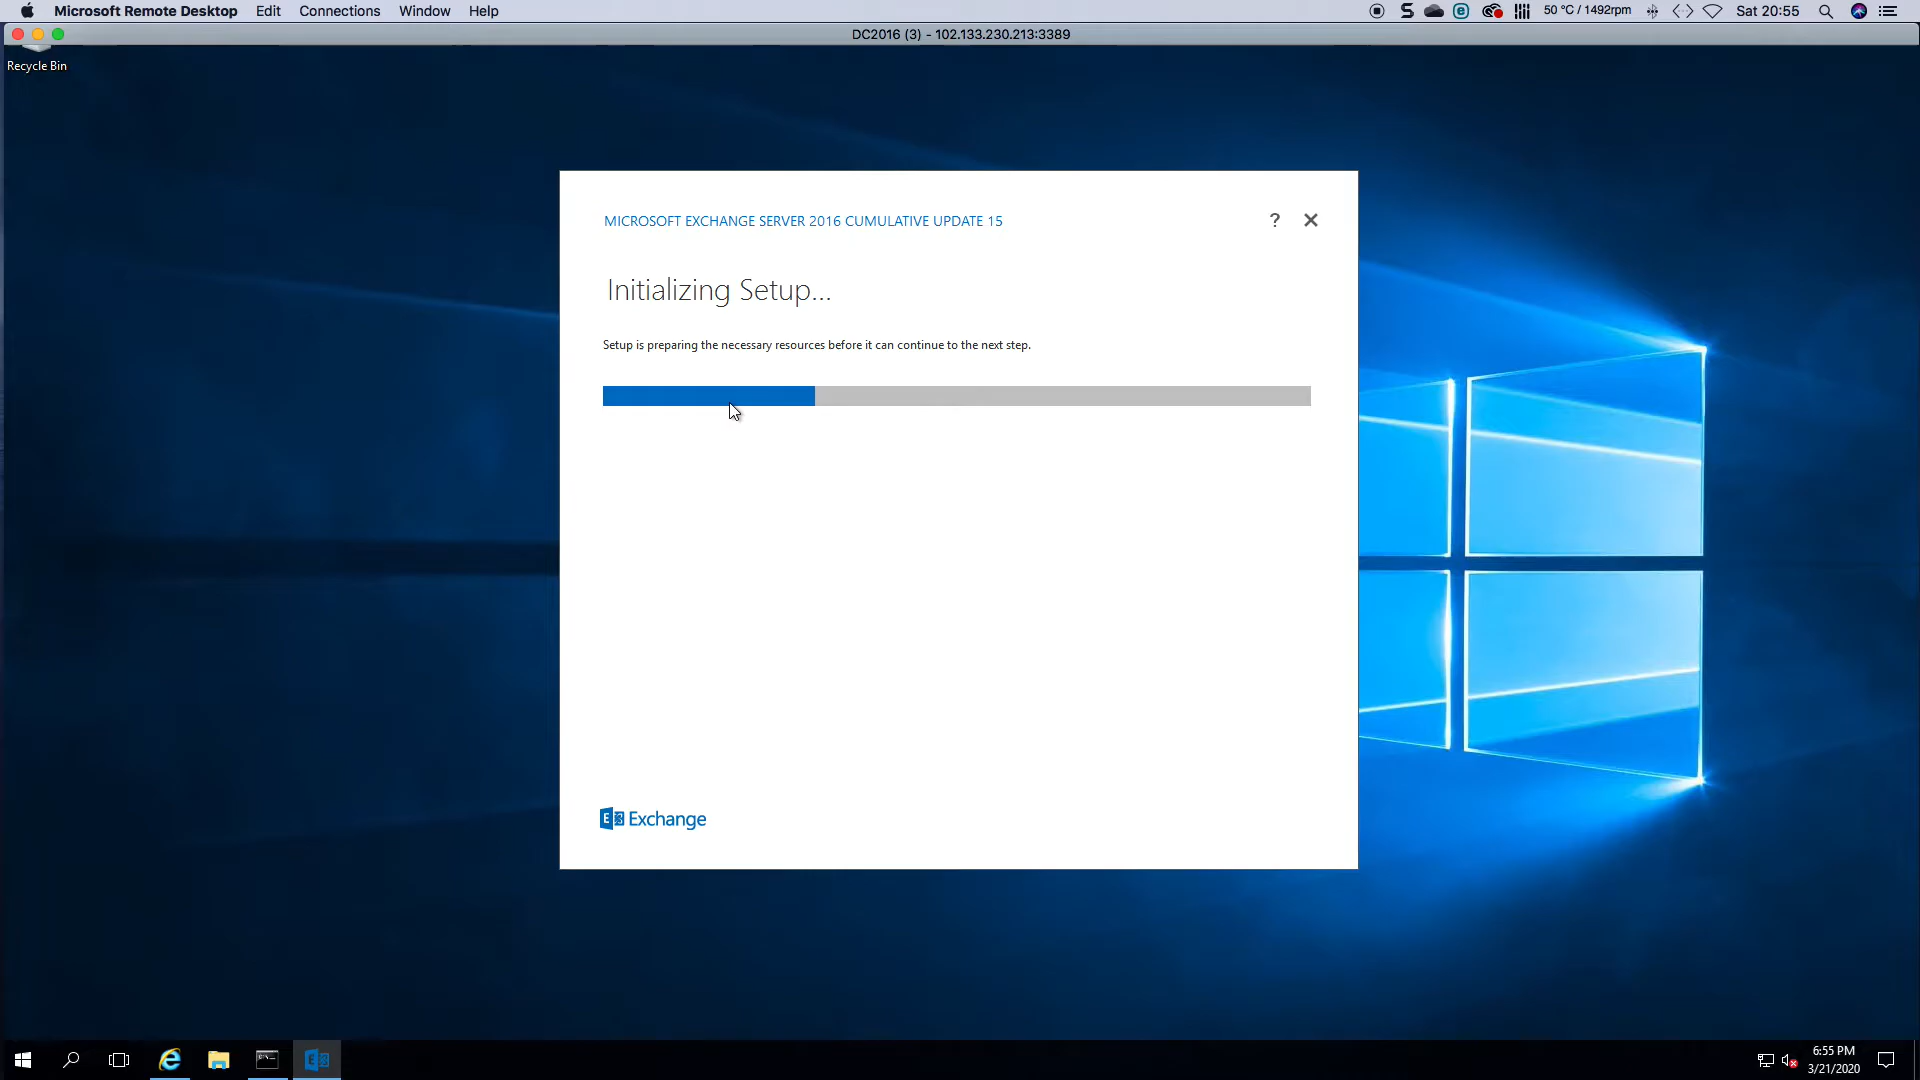 Microsoft Remote Desktop Edit Connections Window Help
50 °C / 1492rpm Sat 20:55
DC2016 (3) - 102.133.230.213:3389
Recycle Bin
MICROSOFT EXCHANGE SERVER 2016 CUMULATIVE UPDATE 15
? ×
Initializing Setup...
Setup is preparing the necessary resources before it can continue to the next step.
Exchange
6:55 PM
3/21/2020